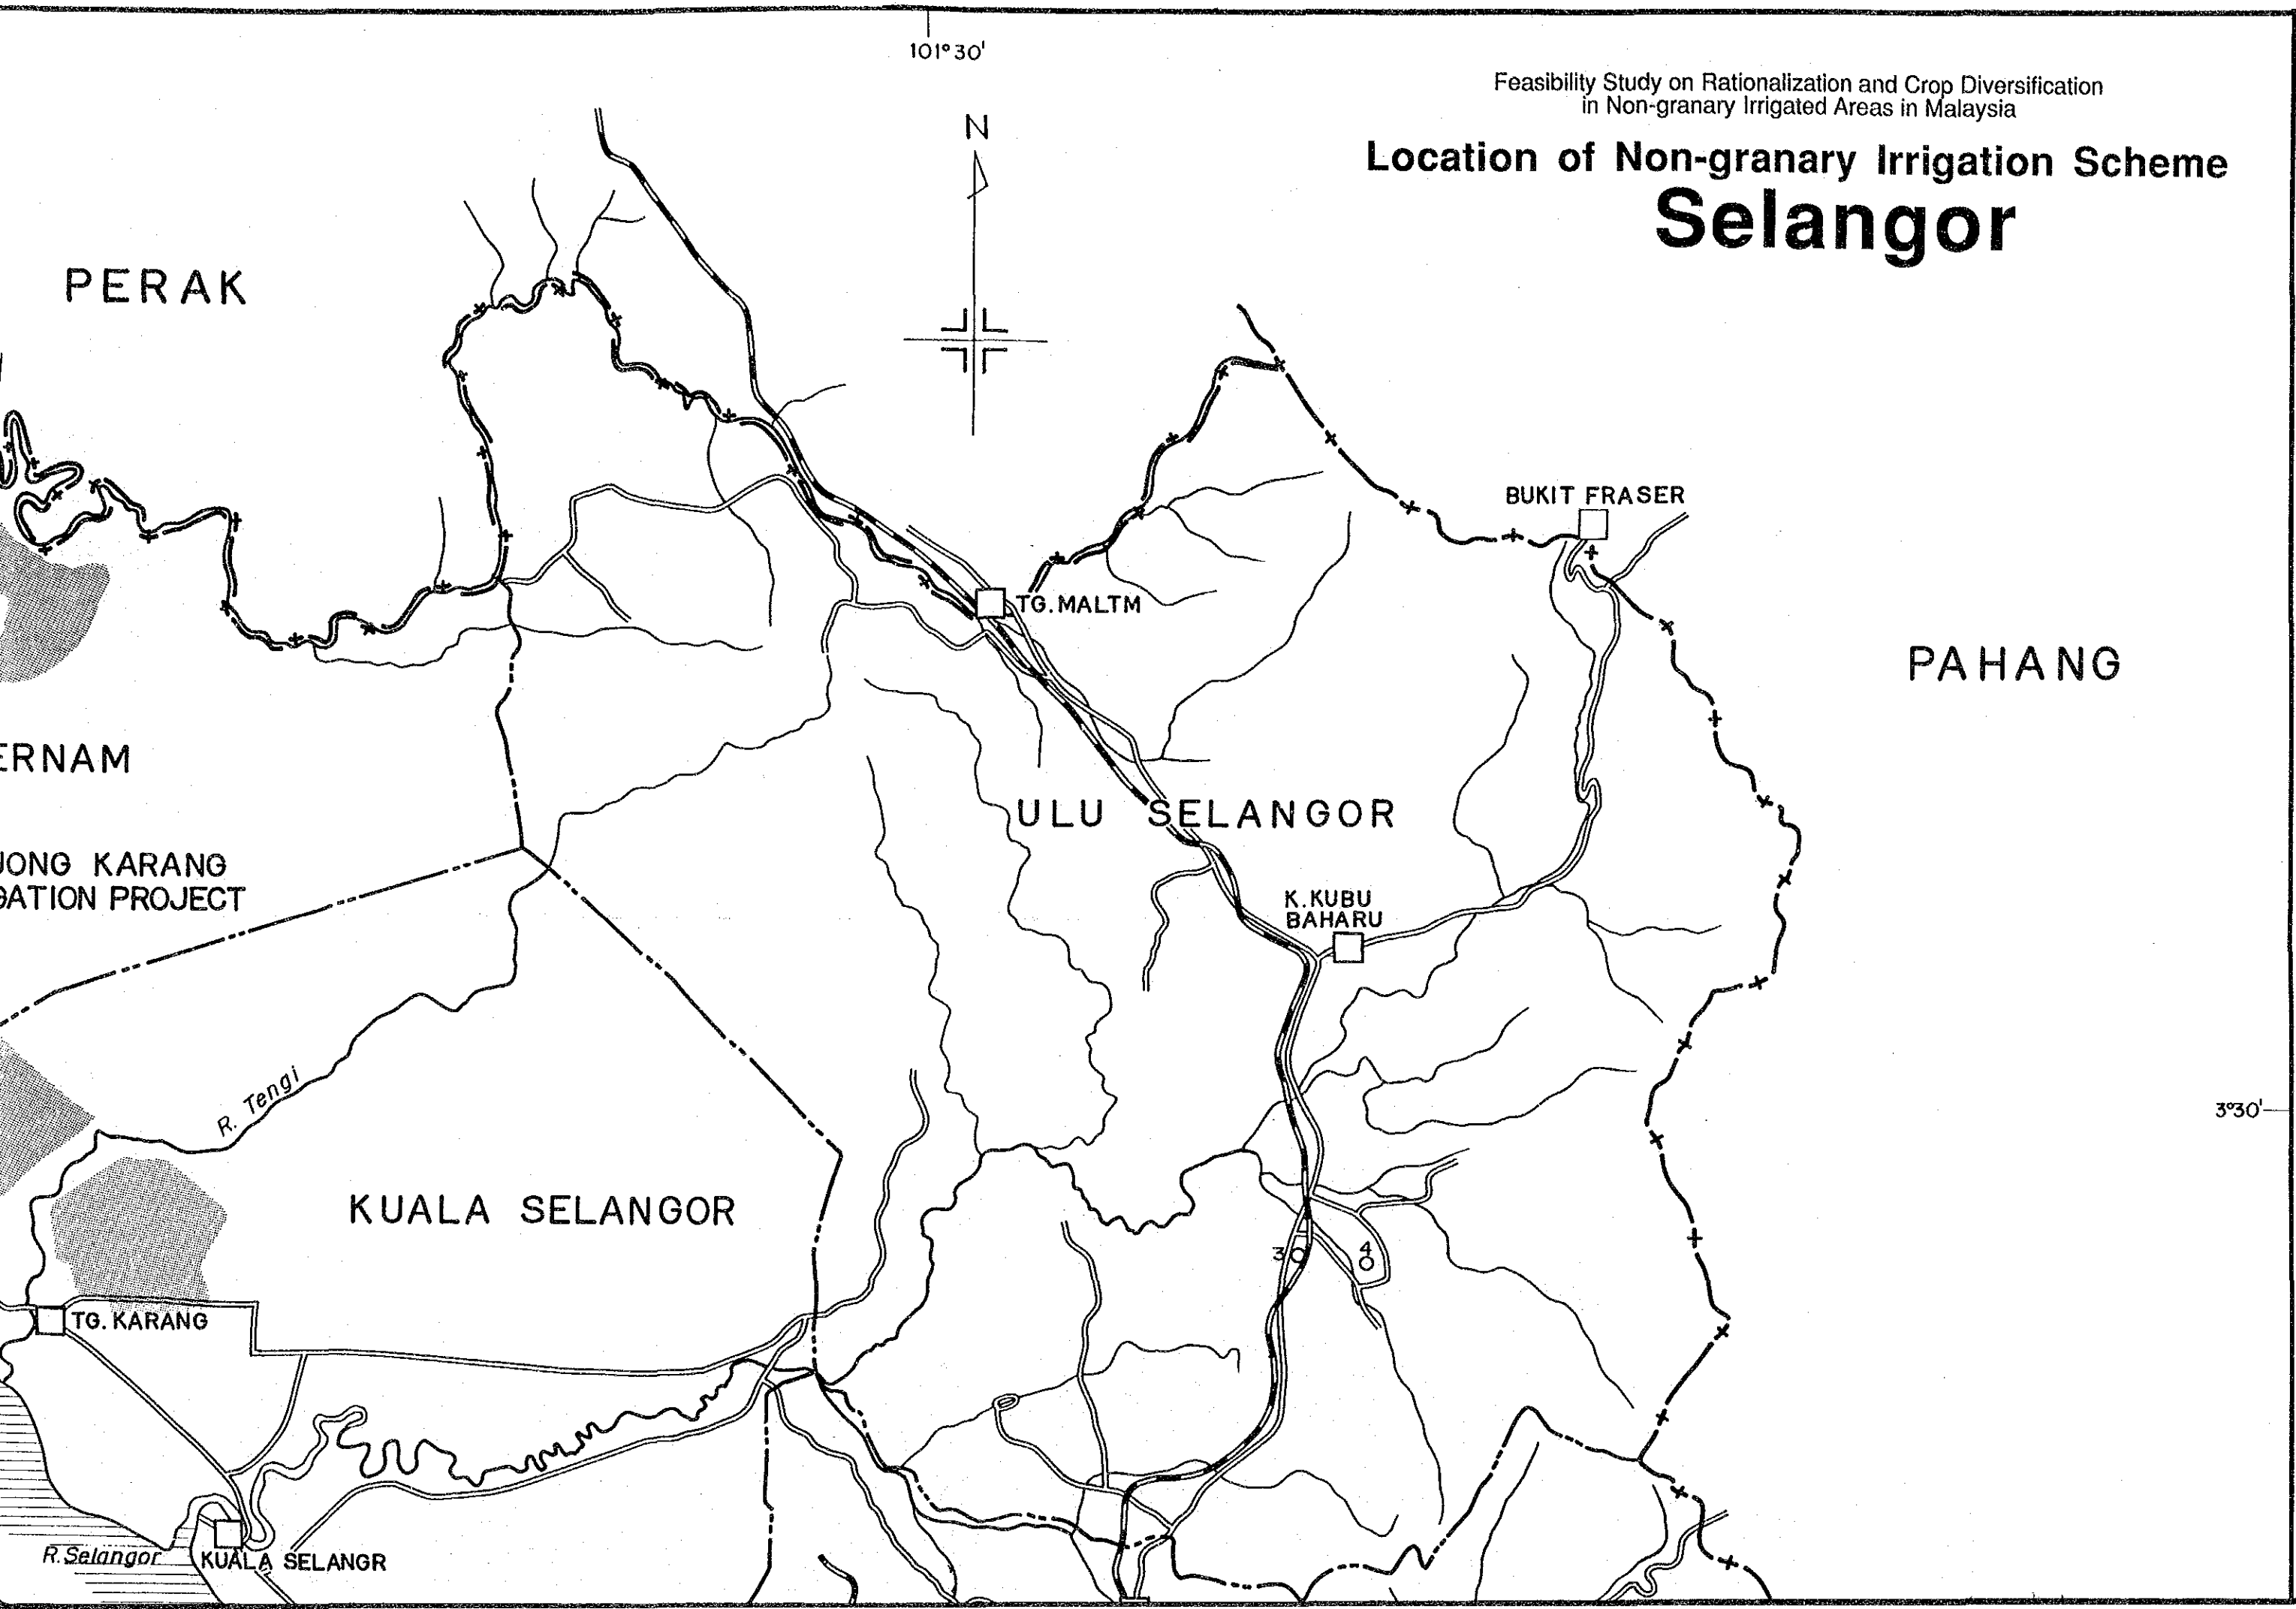 101°30'
Feasibility Study on Rationalization and Crop Diversification
in Non-granary Irrigated Areas in Malaysia
Location of Non-granary Irrigation Scheme
Selangor
N
PERAK
BUKIT FRASER
TG. MALTM
PAHANG
ERNAM
ULU SELANGOR
JONG KARANG
GATION PROJECT
K. KUBU
BAHARU
R. Tengi
3°30'
KUALA SELANGOR
3
4
TG. KARANG
R. Selangor
KUALA SELANGR